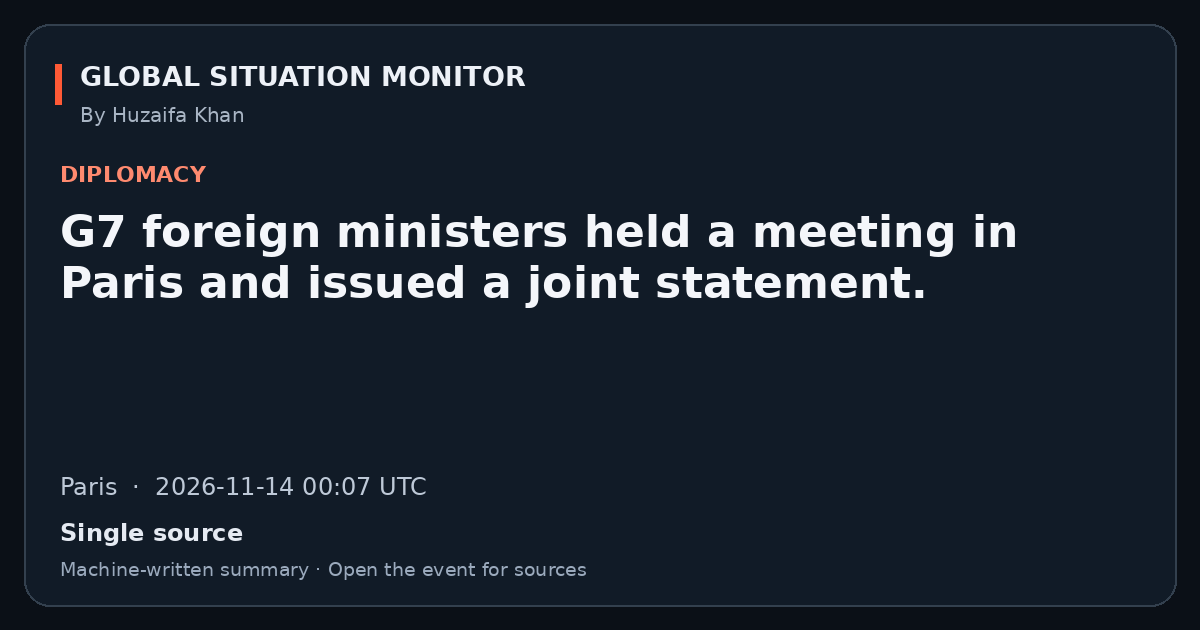 GLOBAL SITUATION MONITOR
By Huzaifa Khan
DIPLOMACY
G7 foreign ministers held a meeting in
Paris and issued a joint statement.
Paris · 2026-11-14 00:07 UTC
Single source
Machine-written summary · Open the event for sources